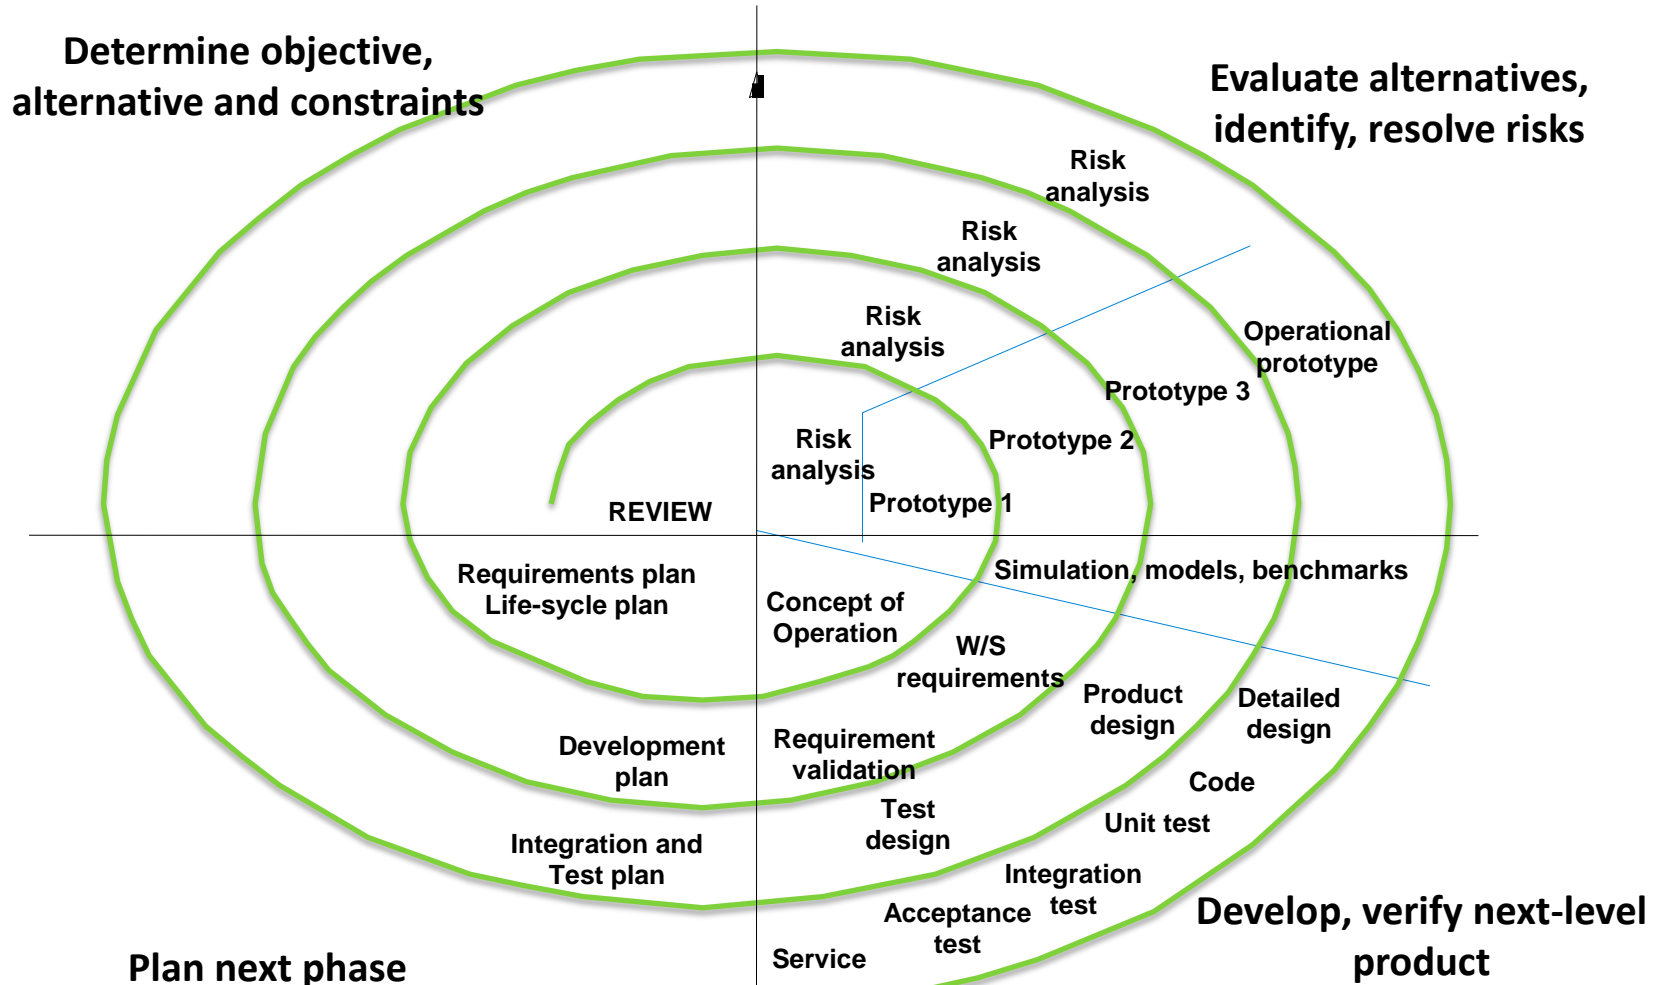 Determine objective,
alternative and constraints
Evaluate alternatives,
identify, resolve risks
Risk
analysis
Risk
analysis
Risk
analysis
Operational
prototype
Prototype 3
Prototype 2
Risk
analysis
Prototype 1
REVIEW
Requirements plan
Life-sycle plan
Simulation, models, benchmarks
Concept of
Operation
W/S
requirements
Product
design
Detailed
design
Development
plan
Requirement
validation
Code
Test
design
Unit test
Integration and
Test plan
Integration
test
Acceptance
test
Service
Develop, verify next-level
product
Plan next phase